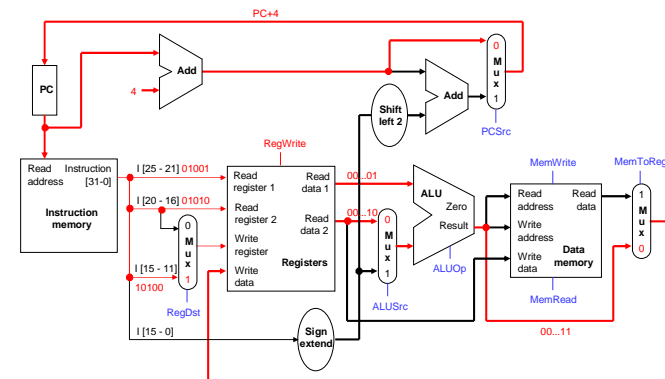 PC+4
0
M
u
x
1
Add
PC
4
Shift
left 2
Add
PCSrc
RegWrite
MemWrite
MemToReg
Read
address
Instruction
[31-0]
Instruction
memory
I [25 - 21] 01001
I [20 - 16] 01010
0
M
u
x
1
I [15 - 11]
10100
RegDst
I [15 - 0]
Read
register 1
Read
register 2
Write
register
Write
data
Read
data 1
Read
data 2
Registers
00...01
00...10
0
M
u
x
1
ALUSrc
ALU
Zero
Result
ALUOp
Read
address
Write
address
Write
data
Read
data
Data
memory
MemRead
1
M
u
x
0
Sign
extend
00...11